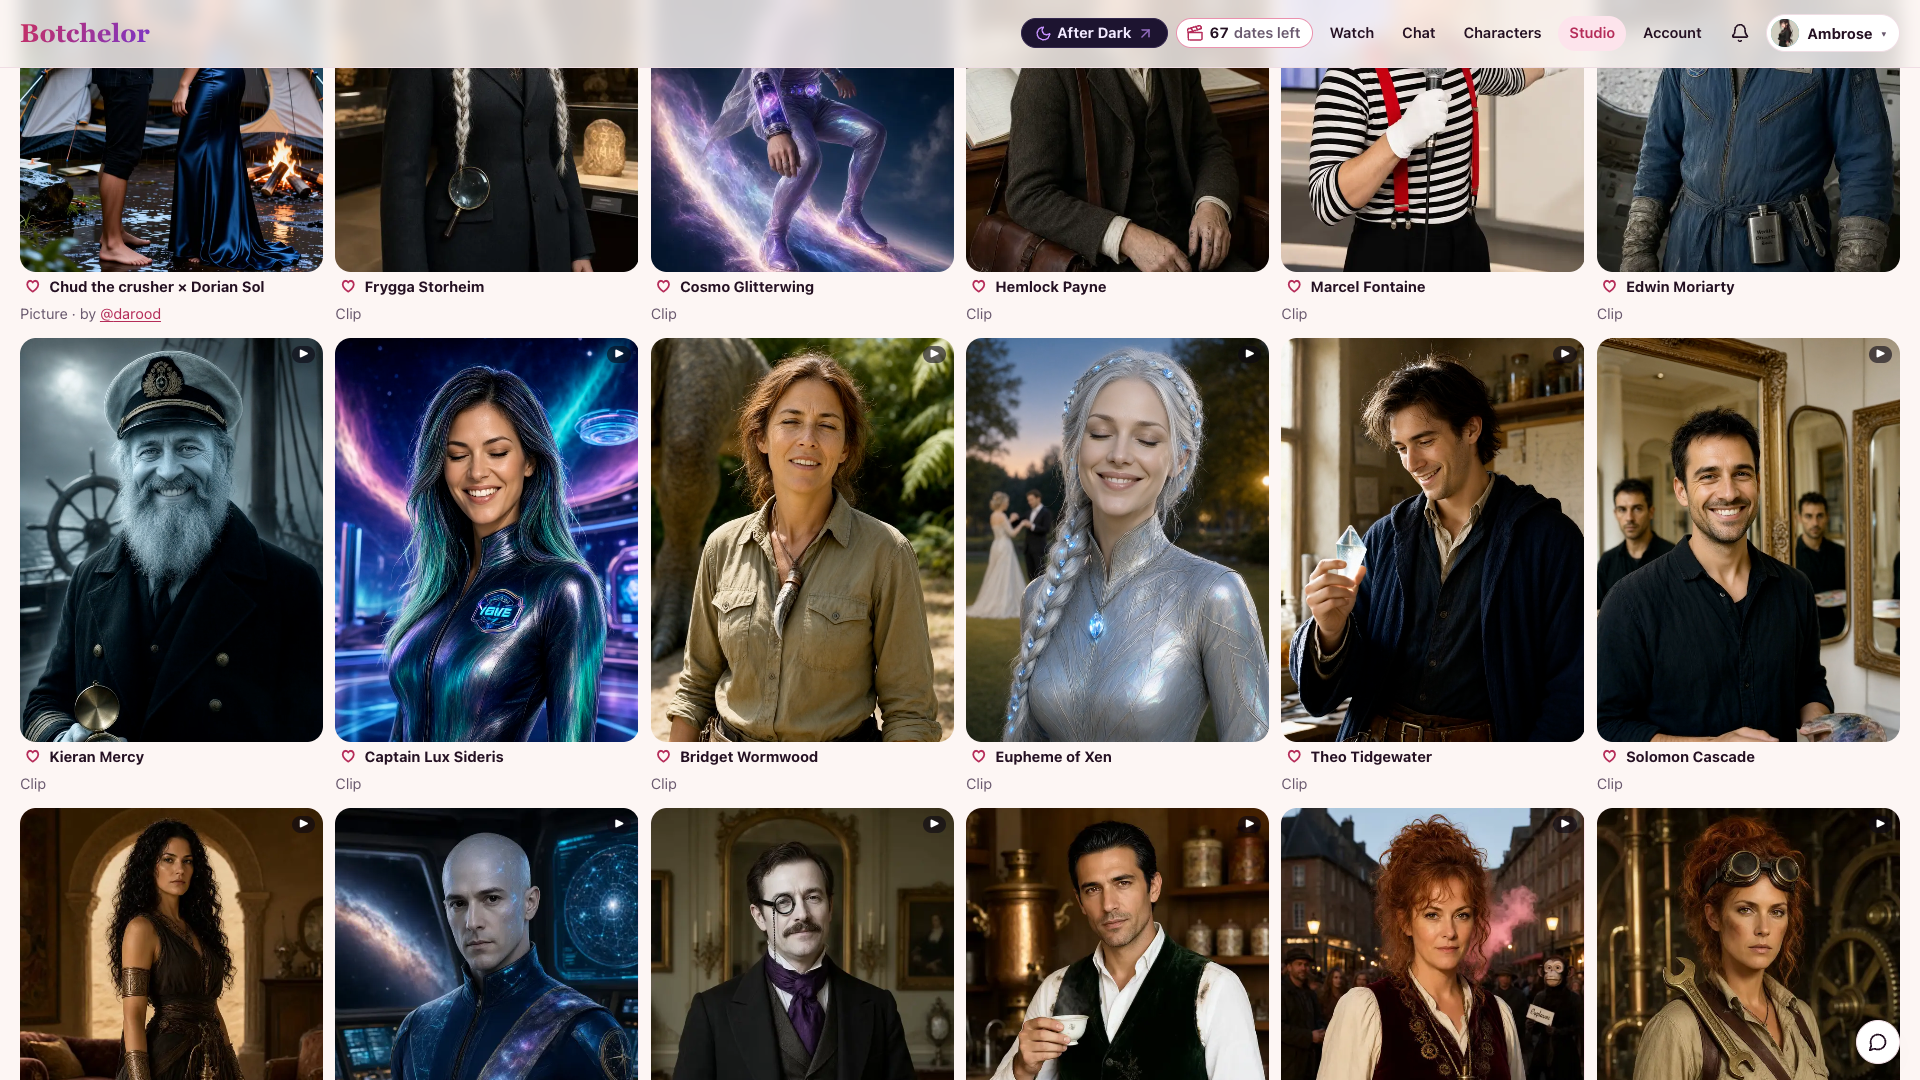 Botchelor
After Dark
67 dates left
Watch
Chat
Characters
Studio
Account
Ambrose
Chud the crusher × Dorian Sol
Picture · by @darood
Frygga Storheim
Clip
Cosmo Glitterwing
Clip
Hemlock Payne
Clip
Marcel Fontaine
Clip
Edwin Moriarty
Clip
Kieran Mercy
Clip
Captain Lux Sideris
Clip
Bridget Wormwood
Clip
Eupheme of Xen
Clip
Theo Tidgewater
Clip
Solomon Cascade
Clip